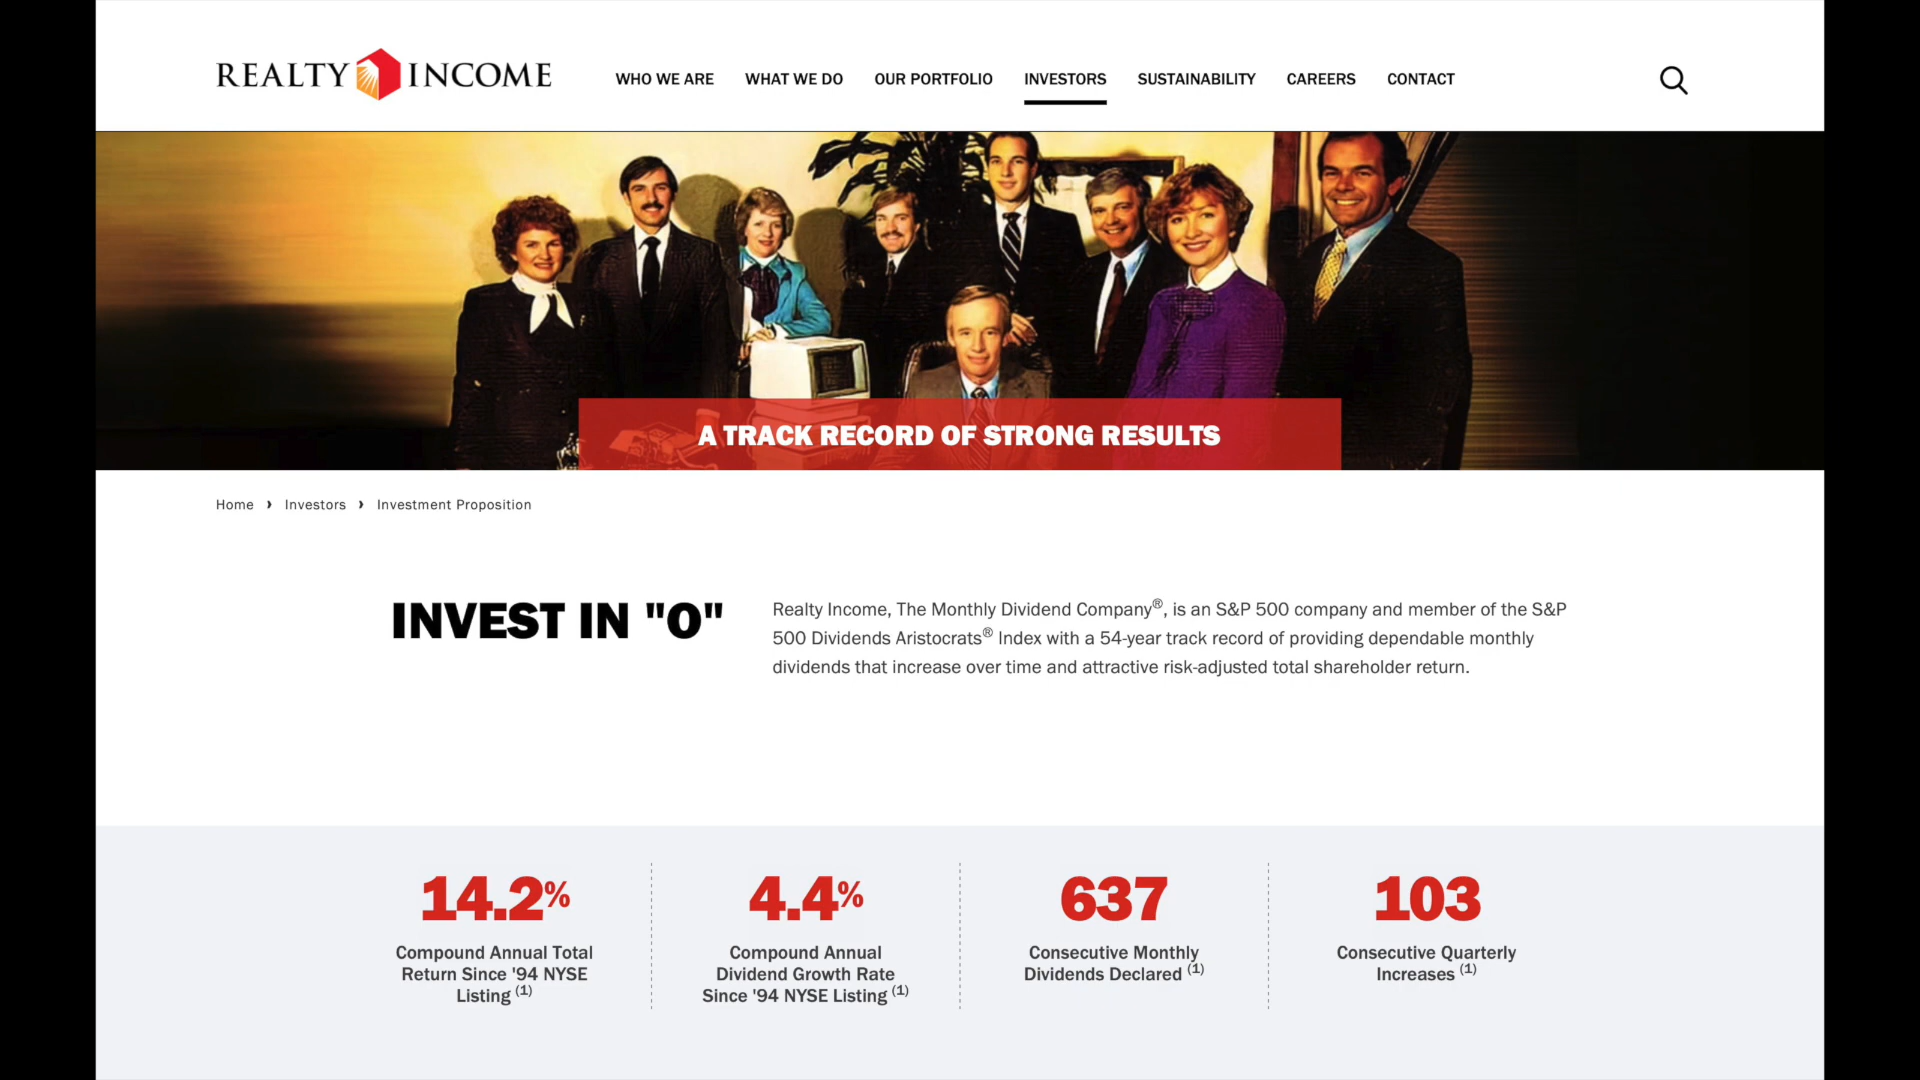 REALTY INCOME
WHO WE ARE WHAT WE DO OUR PORTFOLIO INVESTORS SUSTAINABILITY CAREERS CONTACT
A TRACK RECORD OF STRONG RESULTS
Home › Investors › Investment Proposition
INVEST IN "O"
Realty Income, The Monthly Dividend Company®, is an S&P 500 company and member of the S&P
500 Dividends Aristocrats® Index with a 54-year track record of providing dependable monthly
dividends that increase over time and attractive risk-adjusted total shareholder return.
14.2%
Compound Annual Total
Return Since '94 NYSE
Listing (1)
4.4%
Compound Annual
Dividend Growth Rate
Since '94 NYSE Listing (1)
637
Consecutive Monthly
Dividends Declared (1)
103
Consecutive Quarterly
Increases (1)